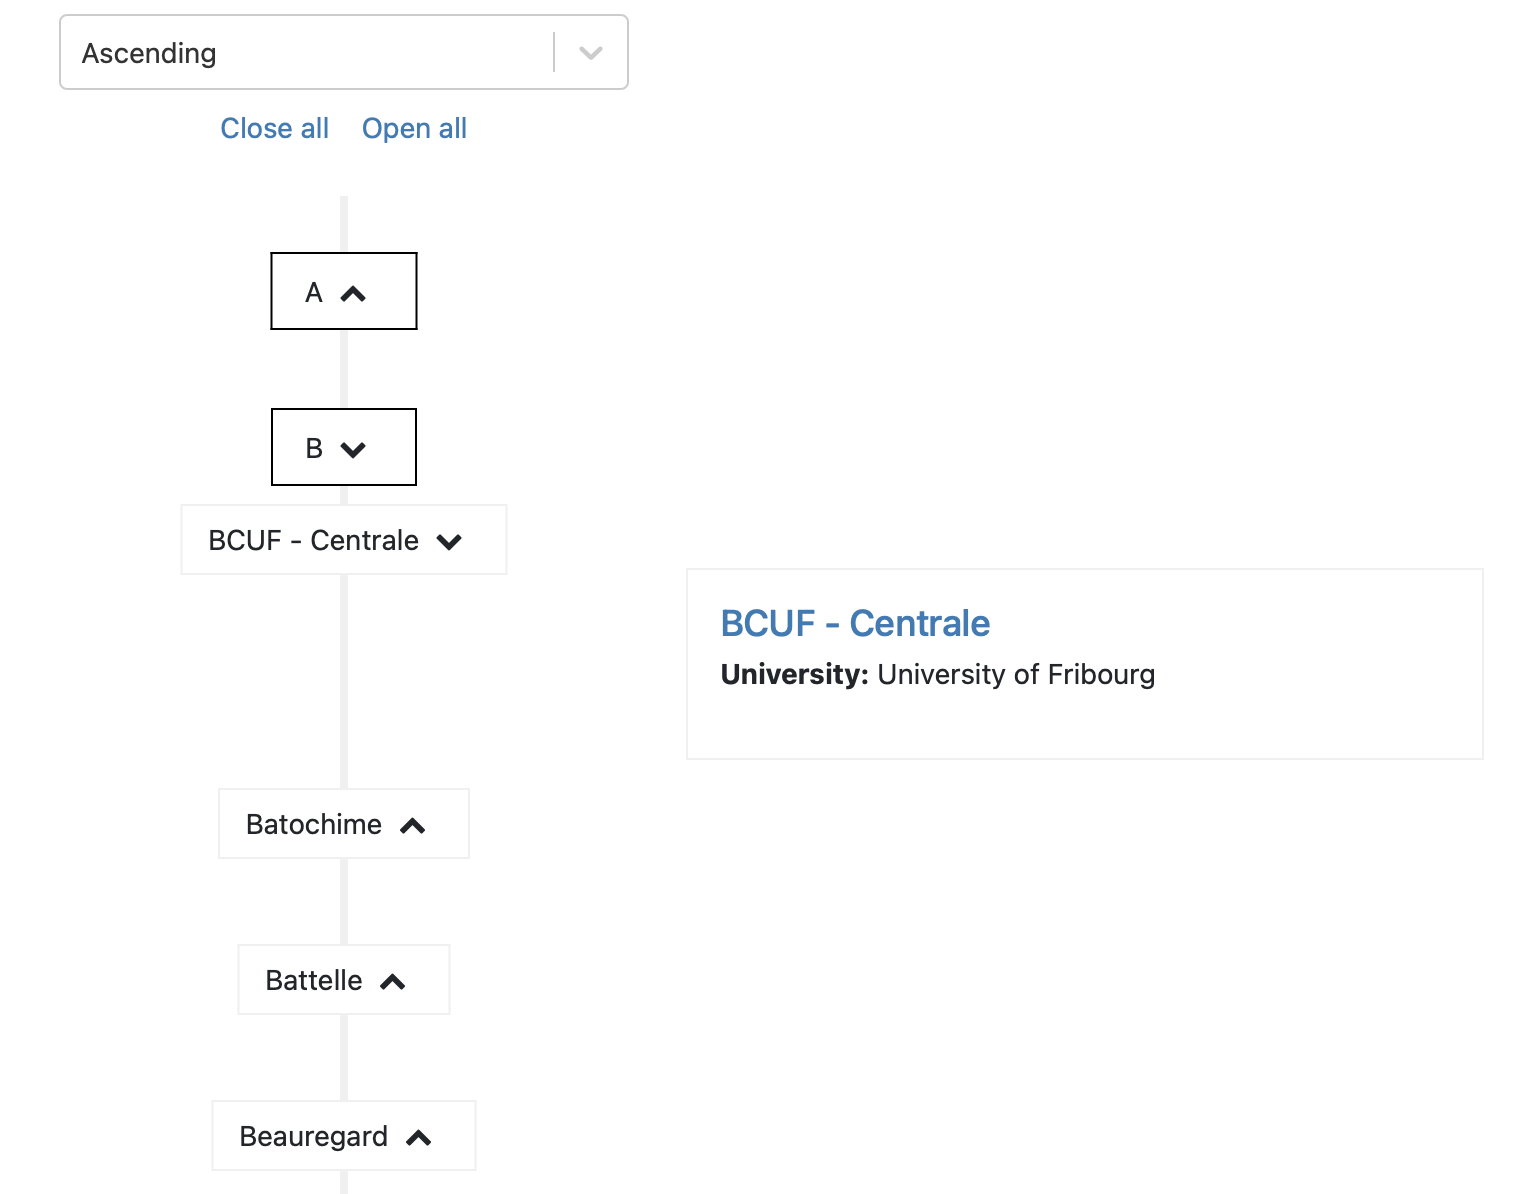 Ascending
Close all Open all
A
B
BCUF - Centrale
BCUF - Centrale
University: University of Fribourg
Batochime
Battelle
Beauregard